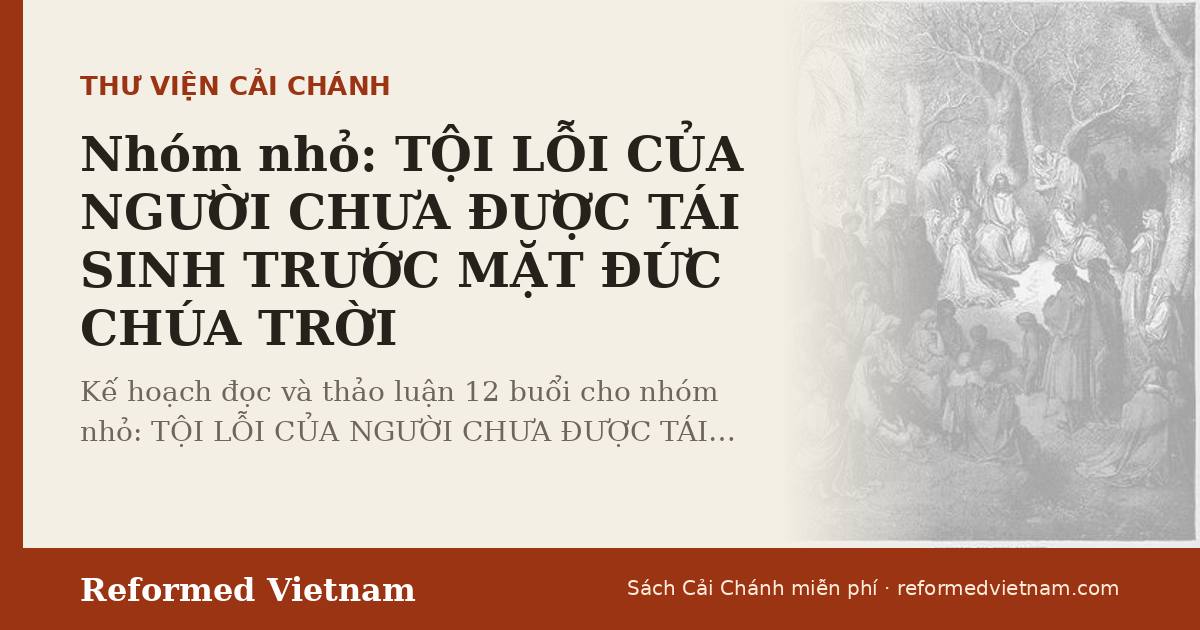 THƯ VIỆN CẢI CHÁNH
Nhóm nhỏ: TỘI LỖI CỦA
NGƯỜI CHƯA ĐƯỢC TÁI
SINH TRƯỚC MẶT ĐỨC
CHÚA TRỜI
Kế hoạch đọc và thảo luận 12 buổi cho nhóm
nhỏ: TỘI LỖI CỦA NGƯỜI CHƯA ĐƯỢC TÁI...
Reformed Vietnam
Sách Cải Chánh miễn phí · reformedvietnam.com